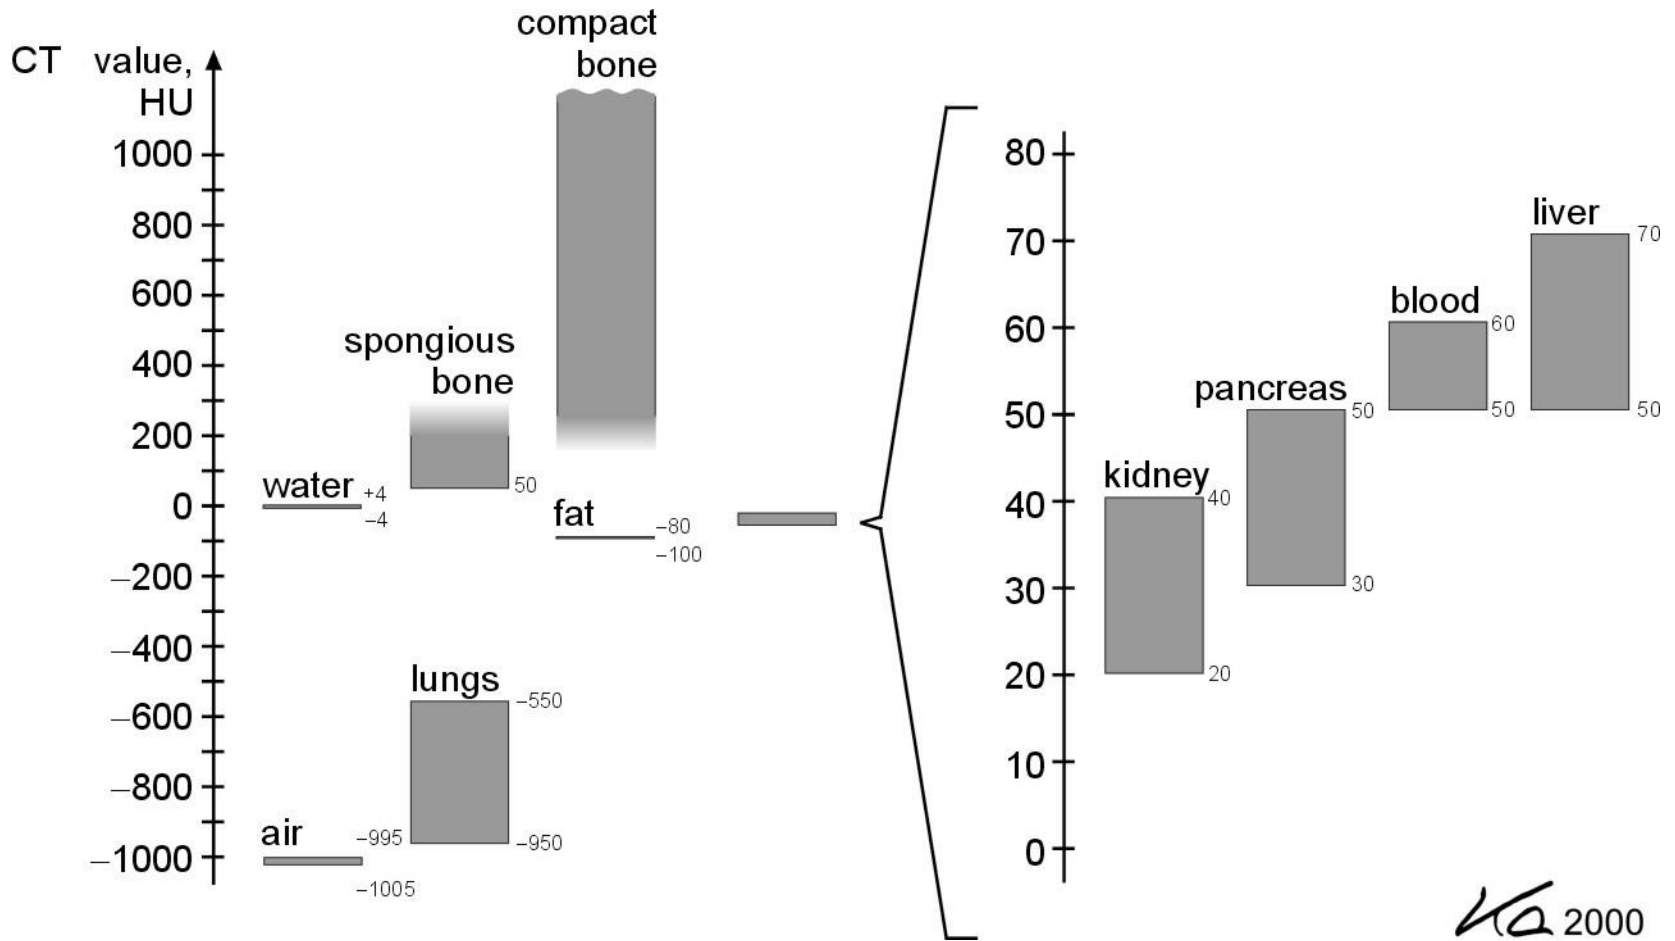 CT value,
HU
1000
800
600
400
200
0
–200
–400
–600
–800
–1000
water +4
–4
air –995
–1005
spongious
bone
50
lungs –550
–950
compact
bone
fat –80
–100
80
70
60
50
40
30
20
10
0
kidney
40
20
pancreas
50
30
blood
60
50
liver
70
50
2000